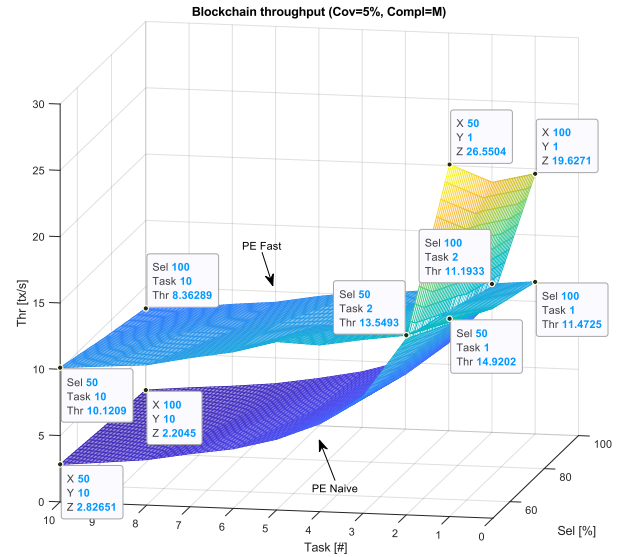 Blockchain throughput (Cov=5%, Compl=M)
30
25
20
15
10
5
0
Thr [tx/s]
X 50
Y 1
Z 26.5504
X 100
Y 1
Z 19.6271
Sel 100
Task 2
Thr 11.1933
PE Fast
Sel 100
Task 10
Thr 8.36289
Sel 50
Task 2
Thr 13.5493
Sel 100
Task 1
Thr 11.4725
Sel 50
Task 1
Thr 14.9202
Sel 50
Task 10
Thr 10.1209
X 100
Y 10
Z 2.2045
X 50
Y 10
Z 2.82651
PE Naive
10
9
8
7
6
5
4
3
2
1
0
Task [#]
60
80
100
Sel [%]